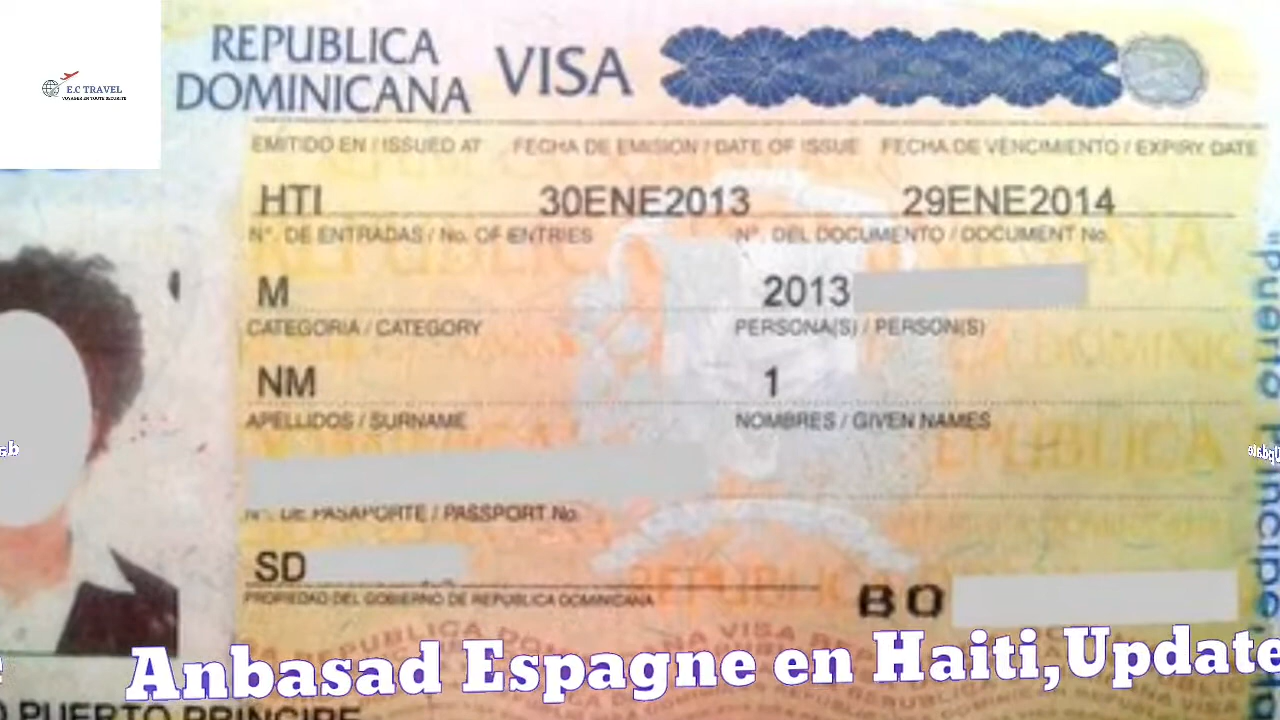 REPUBLICA
DOMINICANA
VISA
E.C TRAVEL
EMITIDO EN / ISSUED AT
FECHA DE EMISION / DATE OF ISSUE
FECHA DE VENCIMIENTO / EXPIRY DATE
HTI
30ENE2013
29ENE2014
N°. DE ENTRADAS / No. OF ENTRIES
N°. DEL DOCUMENTO / DOCUMENT No.
M
2013
CATEGORIA / CATEGORY
PERSONA(S) / PERSON(S)
NM
1
APELLIDOS / SURNAME
NOMBRES / GIVEN NAMES
N°. DE PASAPORTE / PASSPORT No.
SD
PROPIEDAD DEL GOBIERNO DE REPUBLICA DOMINICANA
BO
Anbasad Espagne en Haiti,Update
PUERTO PRINCIPE